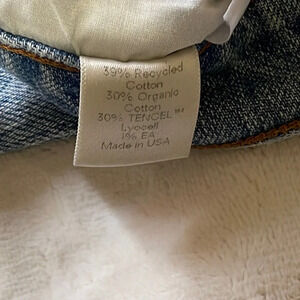 39% Recycled
Cotton
30% Organic
Cotton
30% TENCEL™
Lyocell
1% EA
Made in USA